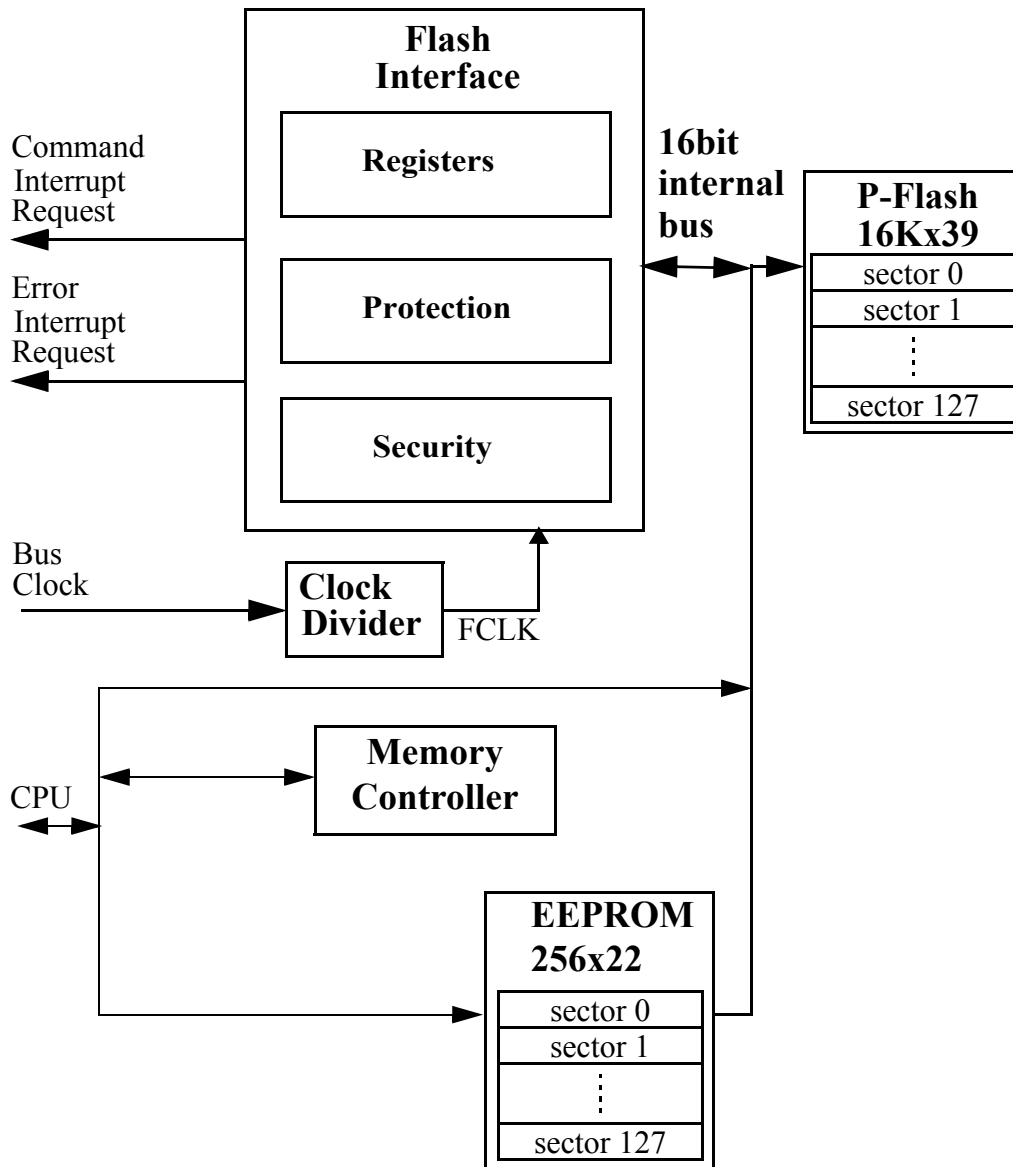 Flash
Interface
Registers
Protection
Security
Command
Interrupt
Request
Error
Interrupt
Request
16bit
internal
bus
P-Flash
16Kx39
sector 0
sector 1
sector 127
Bus
Clock
Clock
Divider
FCLK
Memory
Controller
CPU
EEPROM
256x22
sector 0
sector 1
sector 127